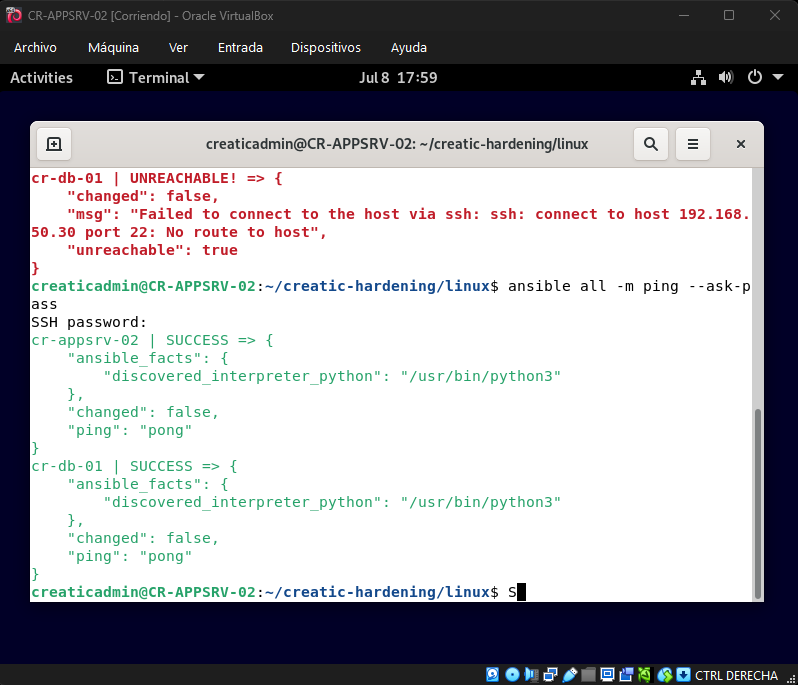 CR-APPSRV-02 [Corriendo] - Oracle VirtualBox
Archivo Máquina Ver Entrada Dispositivos Ayuda
Activities Terminal Jul 8 17:59
creaticadmin@CR-APPSRV-02: ~/creatic-hardening/linux
cr-db-01 | UNREACHABLE! => {
    "changed": false,
    "msg": "Failed to connect to the host via ssh: ssh: connect to host 192.168.
50.30 port 22: No route to host",
    "unreachable": true
}
creaticadmin@CR-APPSRV-02:~/creatic-hardening/linux$ ansible all -m ping --ask-p
ass
SSH password:
cr-appsrv-02 | SUCCESS => {
    "ansible_facts": {
        "discovered_interpreter_python": "/usr/bin/python3"
    },
    "changed": false,
    "ping": "pong"
}
cr-db-01 | SUCCESS => {
    "ansible_facts": {
        "discovered_interpreter_python": "/usr/bin/python3"
    },
    "changed": false,
    "ping": "pong"
}
creaticadmin@CR-APPSRV-02:~/creatic-hardening/linux$ S
CTRL DERECHA